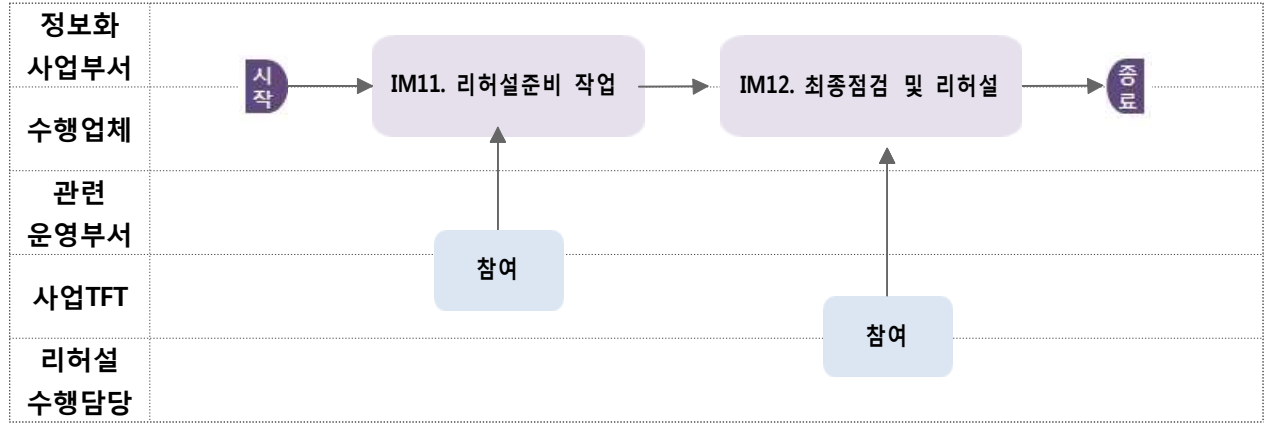 정보화
사업부서
시
작
IM11. 리허설준비 작업
IM12. 최종점검 및 리허설
종
료
수행업체
관련
운영부서
참여
사업TFT
참여
리허설
수행담당